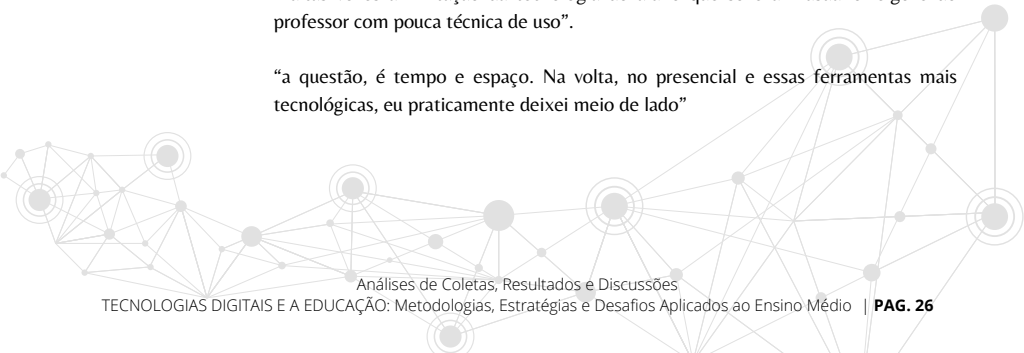 professor com pouca técnica de uso”.
“a questão, é tempo e espaço. Na volta, no presencial e essas ferramentas mais
tecnológicas, eu praticamente deixei meio de lado”
Análises de Coletas, Resultados e Discussões
TECNOLOGIAS DIGITAIS E A EDUCAÇÃO: Metodologias, Estratégias e Desafios Aplicados ao Ensino Médio | PAG. 26